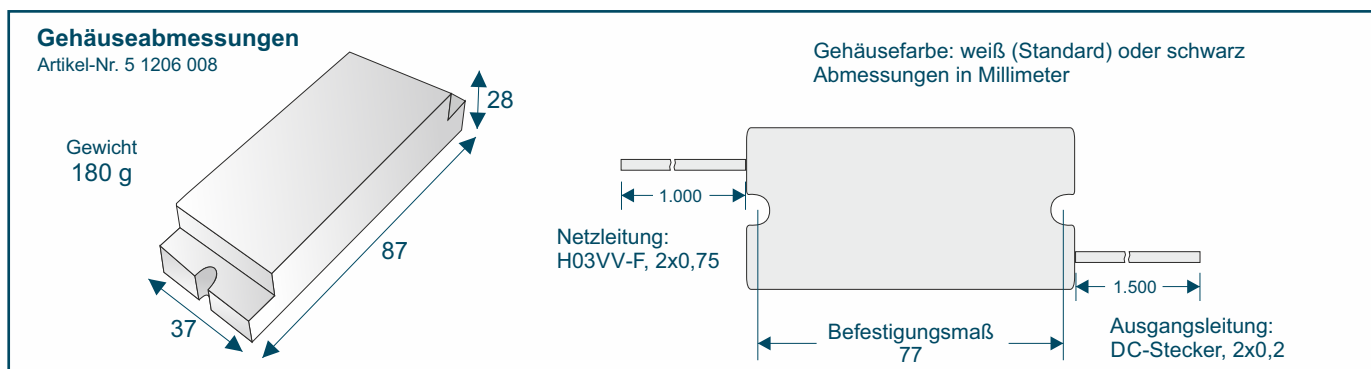 Gehäuseabmessungen
Artikel-Nr. 5 1206 008
Gewicht
180 g
28
87
37
Gehäusefarbe: weiß (Standard) oder schwarz
Abmessungen in Millimeter
1.000
Netzleitung:
H03VV-F, 2x0,75
Befestigungsmaß
77
1.500
Ausgangsleitung:
DC-Stecker, 2x0,2